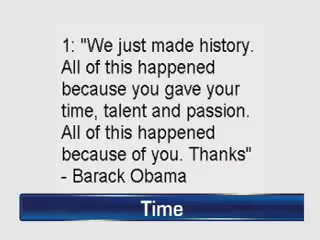 1: "We just made history.
All of this happened
because you gave your
time, talent and passion.
All of this happened
because of you. Thanks"
- Barack Obama
Time